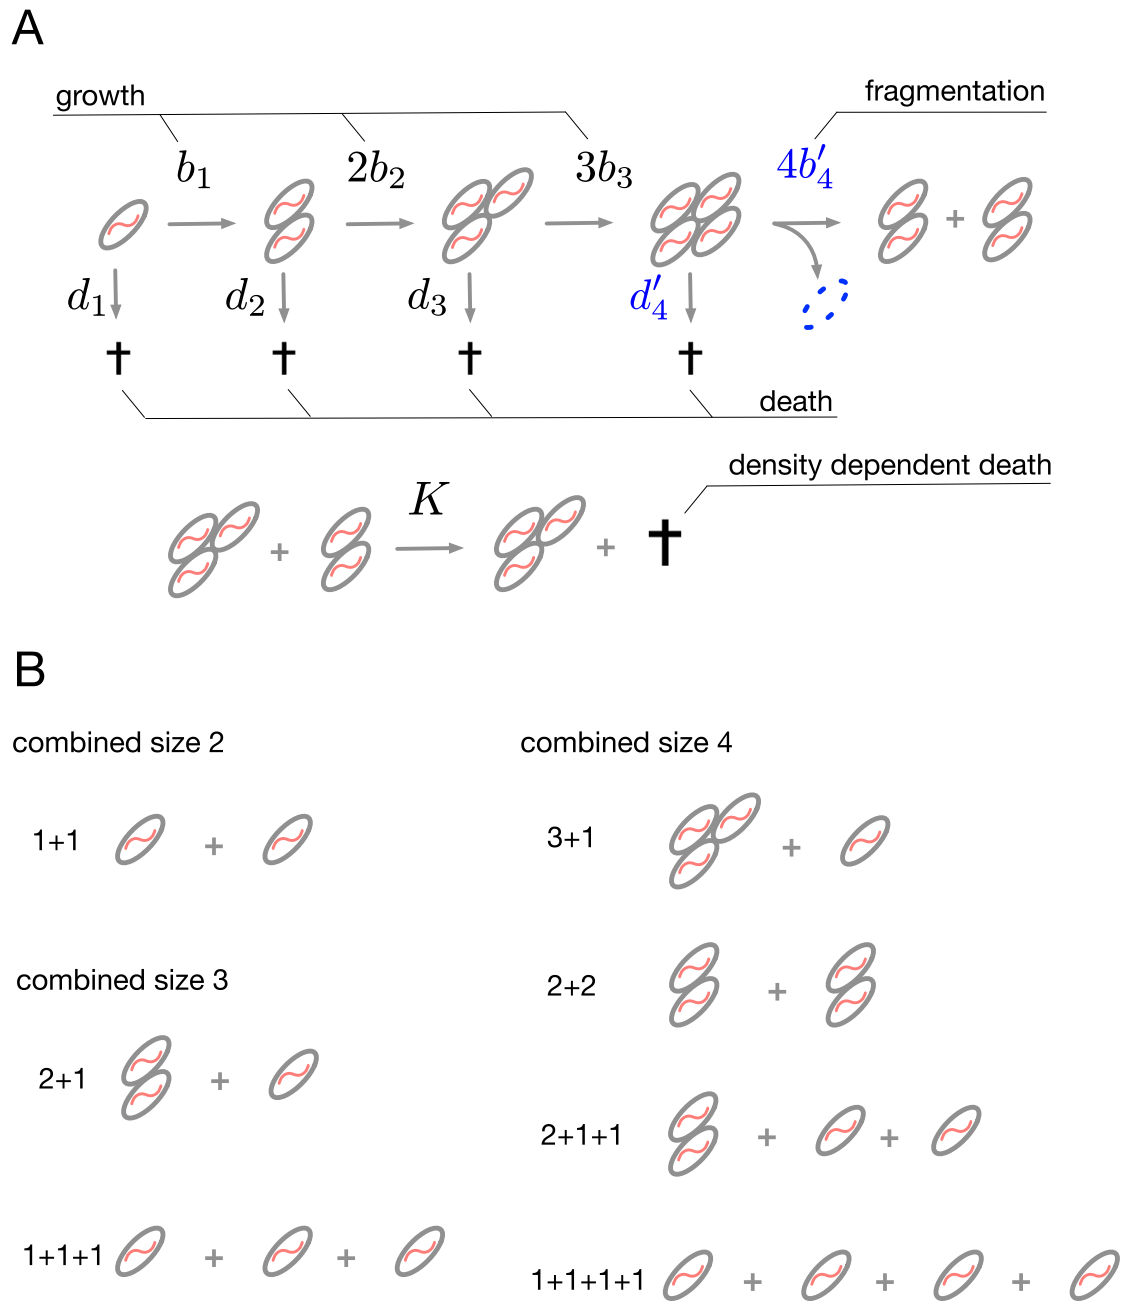 A
growth
fragmentation
b₁
2b₂
3b₃
4b′₄
+
d₁
d₂
d₃
d′₄
death
density dependent death
K
+
+
B
combined size 2
combined size 4
1+1
+
3+1
+
combined size 3
2+2
+
2+1
+
2+1+1
+ +
1+1+1
+ +
1+1+1+1
+ + +